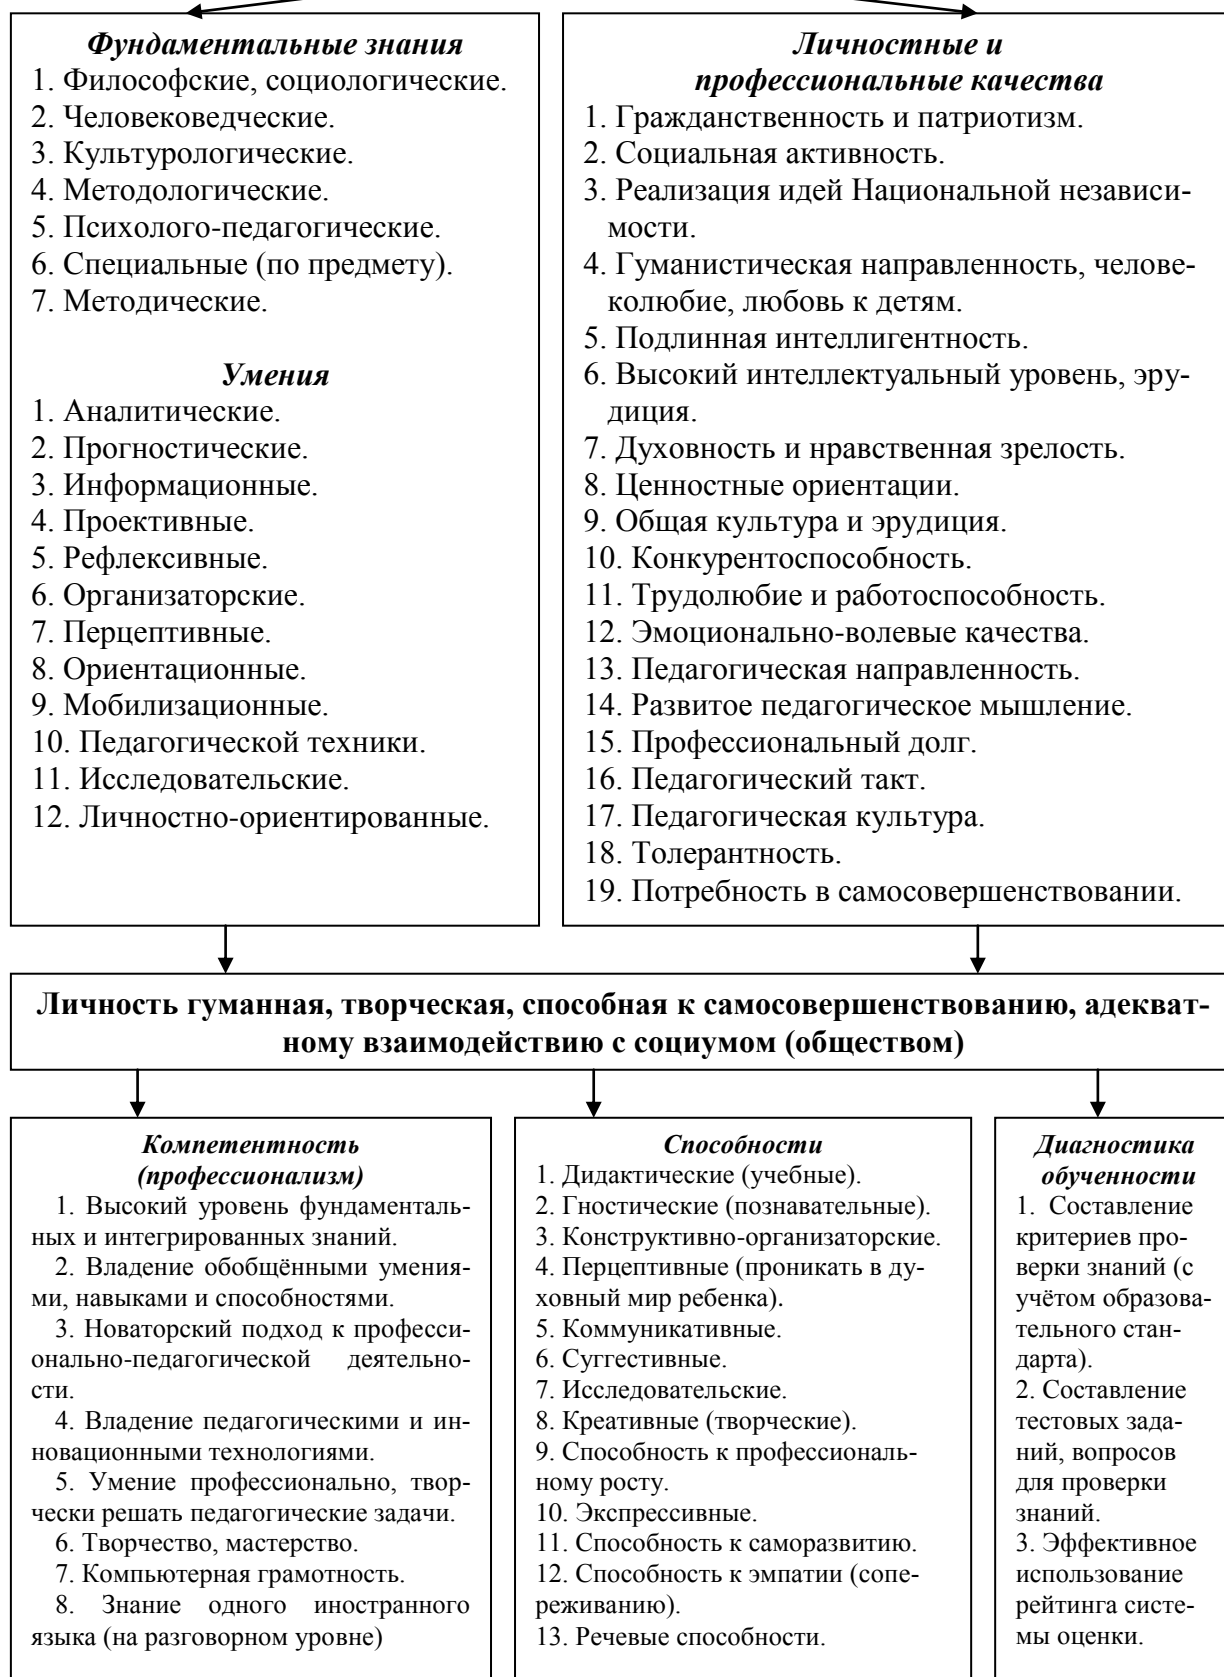 Фундаментальные знания
1. Философские, социологические.
2. Человековедческие.
3. Культурологические.
4. Методологические.
5. Психолого-педагогические.
6. Специальные (по предмету).
7. Методические.
Умения
1. Аналитические.
2. Прогностические.
3. Информационные.
4. Проективные.
5. Рефлексивные.
6. Организаторские.
7. Перцептивные.
8. Ориентационные.
9. Мобилизационные.
10. Педагогической техники.
11. Исследовательские.
12. Личностно-ориентированные.
Личностные и
профессиональные качества
1. Гражданственность и патриотизм.
2. Социальная активность.
3. Реализация идей Национальной независи-
мости.
4. Гуманистическая направленность, челове-
колюбие, любовь к детям.
5. Подлинная интеллигентность.
6. Высокий интеллектуальный уровень, эру-
диция.
7. Духовность и нравственная зрелость.
8. Ценностные ориентации.
9. Общая культура и эрудиция.
10. Конкурентоспособность.
11. Трудолюбие и работоспособность.
12. Эмоционально-волевые качества.
13. Педагогическая направленность.
14. Развитое педагогическое мышление.
15. Профессиональный долг.
16. Педагогический такт.
17. Педагогическая культура.
18. Толерантность.
19. Потребность в самосовершенствовании.
Личность гуманная, творческая, способная к самосовершенствованию, адекват-
ному взаимодействию с социумом (обществом)
Компетентность
(профессионализм)
1. Высокий уровень фундаменталь-
ных и интегрированных знаний.
2. Владение обобщёнными умения-
ми, навыками и способностями.
3. Новаторский подход к професси-
онально-педагогической деятельно-
сти.
4. Владение педагогическими и ин-
новационными технологиями.
5. Умение профессионально, твор-
чески решать педагогические задачи.
6. Творчество, мастерство.
7. Компьютерная грамотность.
8. Знание одного иностранного
языка (на разговорном уровне)
Способности
1. Дидактические (учебные).
2. Гностические (познавательные).
3. Конструктивно-организаторские.
4. Перцептивные (проникать в ду-
ховный мир ребенка).
5. Коммуникативные.
6. Суггестивные.
7. Исследовательские.
8. Креативные (творческие).
9. Способность к профессиональ-
ному росту.
10. Экспрессивные.
11. Способность к саморазвитию.
12. Способность к эмпатии (сопе-
реживанию).
13. Речевые способности.
Диагностика
обученности
1. Составление
критериев про-
верки знаний (с
учётом образова-
тельного стан-
дарта).
2. Составление
тестовых зада-
ний, вопросов
для проверки
знаний.
3. Эффективное
использование
рейтинга систе-
мы оценки.